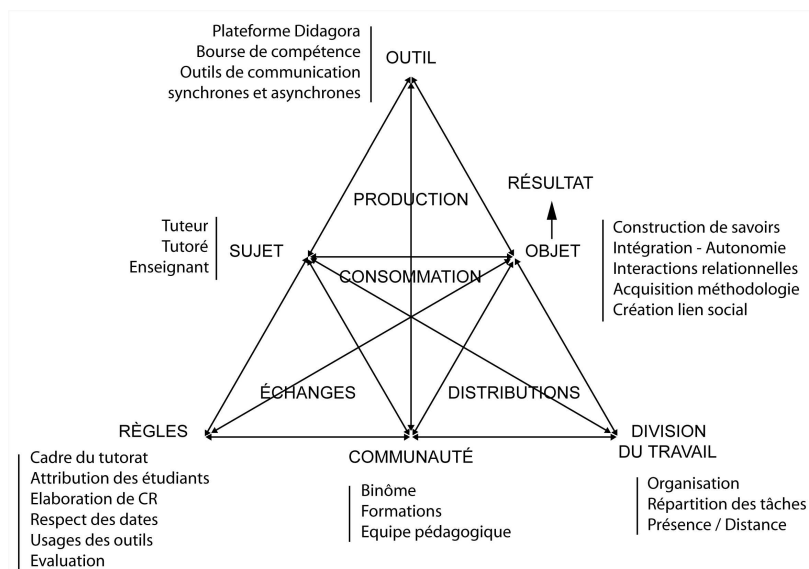 Plateforme Didagora
Bourse de compétence
Outils de communication
synchrones et asynchrones
OUTIL
PRODUCTION
RÉSULTAT
Tuteur
Tutoré
Enseignant
SUJET
OBJET
Construction de savoirs
Intégration - Autonomie
Interactions relationnelles
Acquisition méthodologie
Création lien social
CONSOMMATION
ÉCHANGES
DISTRIBUTIONS
RÈGLES
Cadre du tutorat
Attribution des étudiants
Elaboration de CR
Respect des dates
Usages des outils
Evaluation
COMMUNAUTÉ
Binôme
Formations
Equipe pédagogique
DIVISION
DU TRAVAIL
Organisation
Répartition des tâches
Présence / Distance